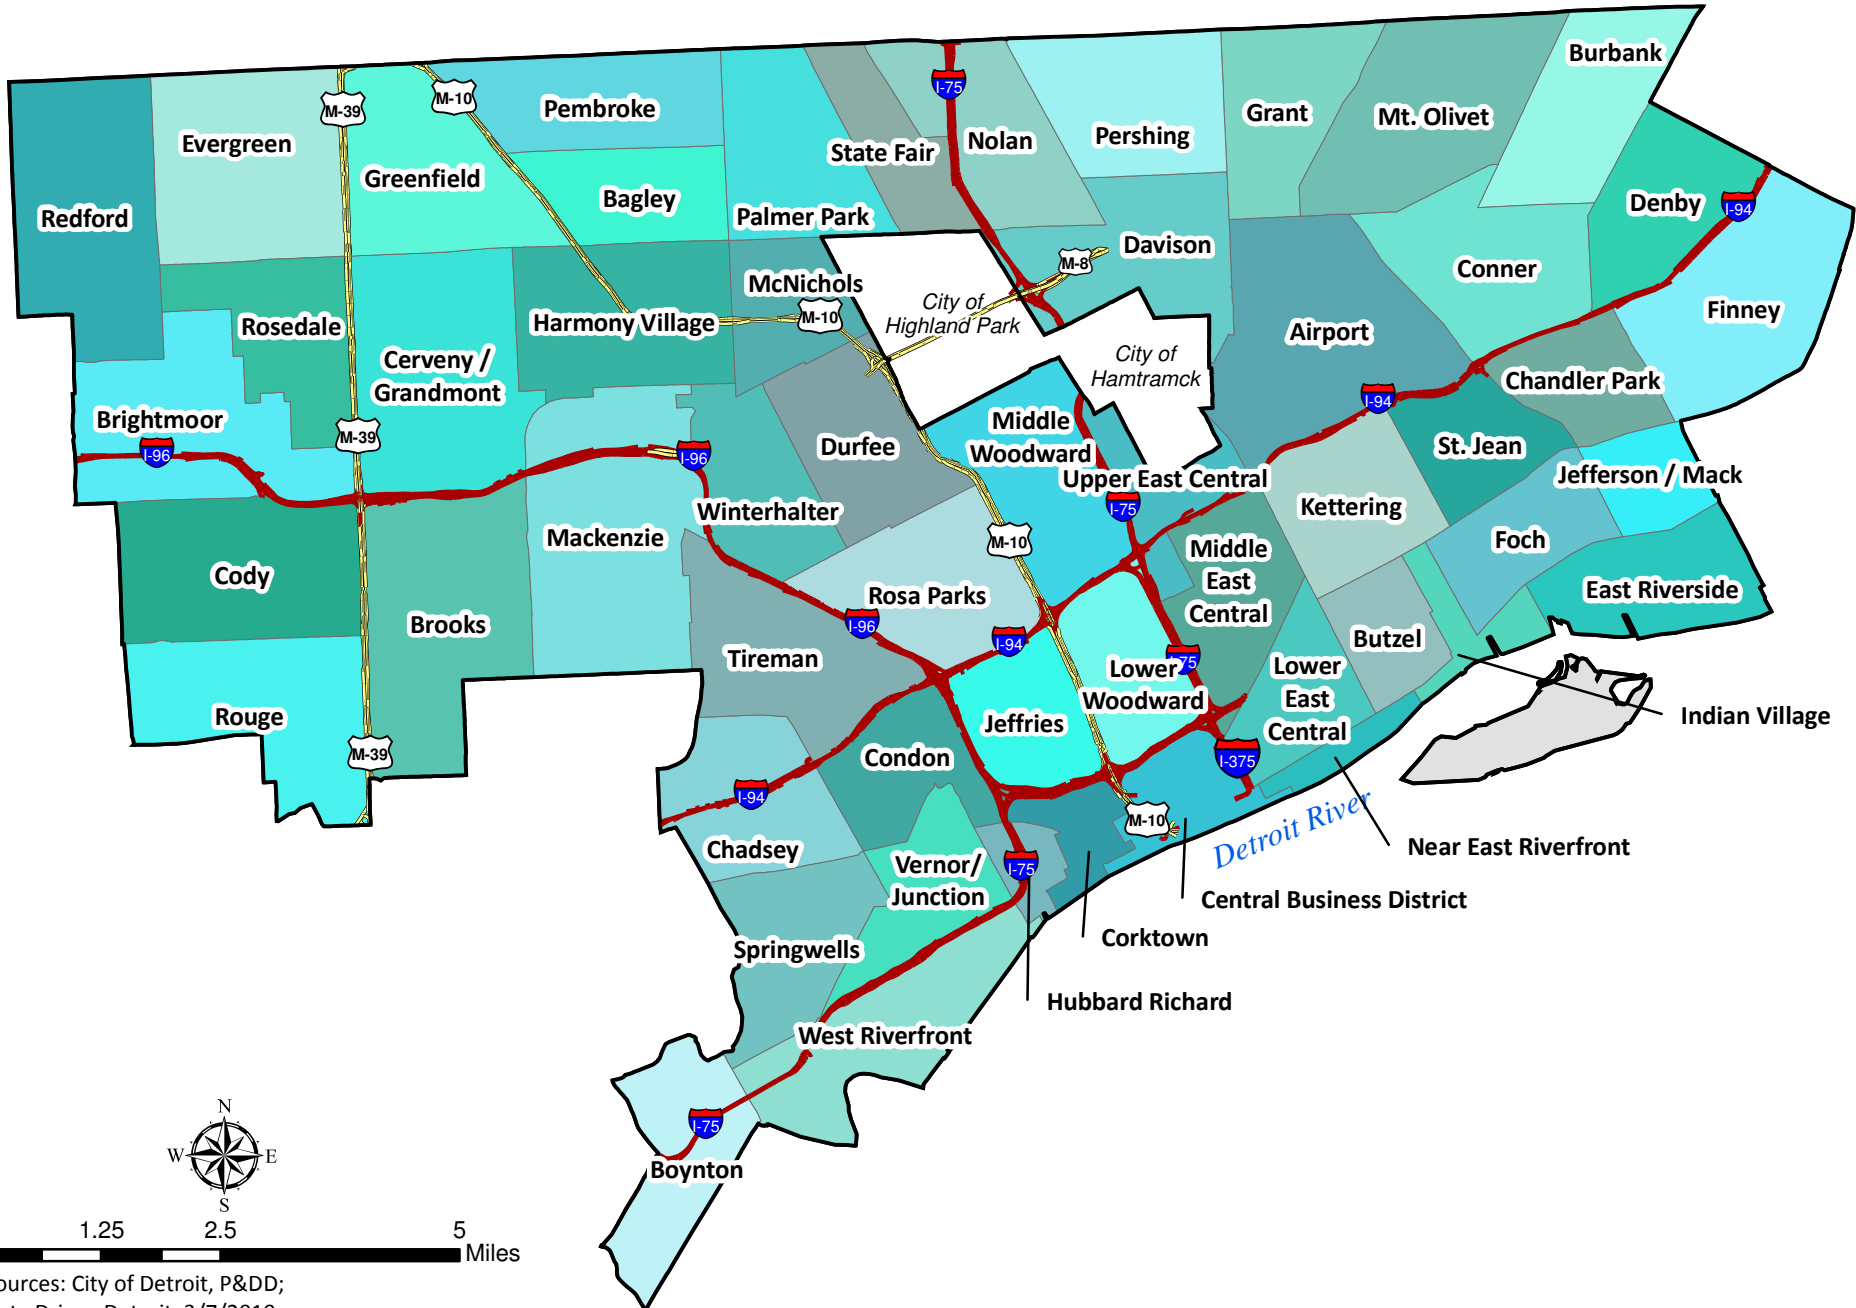 Burbank
Evergreen
M-39
M-10
Pembroke
I-75
Grant
Mt. Olivet
Greenfield
State Fair
Nolan
Pershing
Redford
Bagley
Palmer Park
Denby
I-94
Davison
M-8
Conner
McNichols
Finney
Rosedale
Harmony Village
M-10
City of
Highland Park
Airport
Cerveny /
Grandmont
City of
Hamtramck
Chandler Park
I-94
Brightmoor
I-96
M-39
I-96
Durfee
Middle
Woodward
St. Jean
Upper East Central
I-75
Jefferson / Mack
Winterhalter
Kettering
Mackenzie
M-10
Middle
East
Central
Foch
Cody
Rosa Parks
East Riverside
Brooks
I-96
I-94
Butzel
Tireman
Lower
Woodward
I-75
Lower
East
Central
Rouge
Jeffries
Indian Village
M-39
Condon
I-375
I-94
M-10
Detroit River
Chadsey
Vernor/
Junction
I-75
Near East Riverfront
Central Business District
Springwells
Corktown
Hubbard Richard
West Riverfront
I-75
Boynton
N
W
E
S
1.25
2.5
5
Miles
ources: City of Detroit, P&DD;